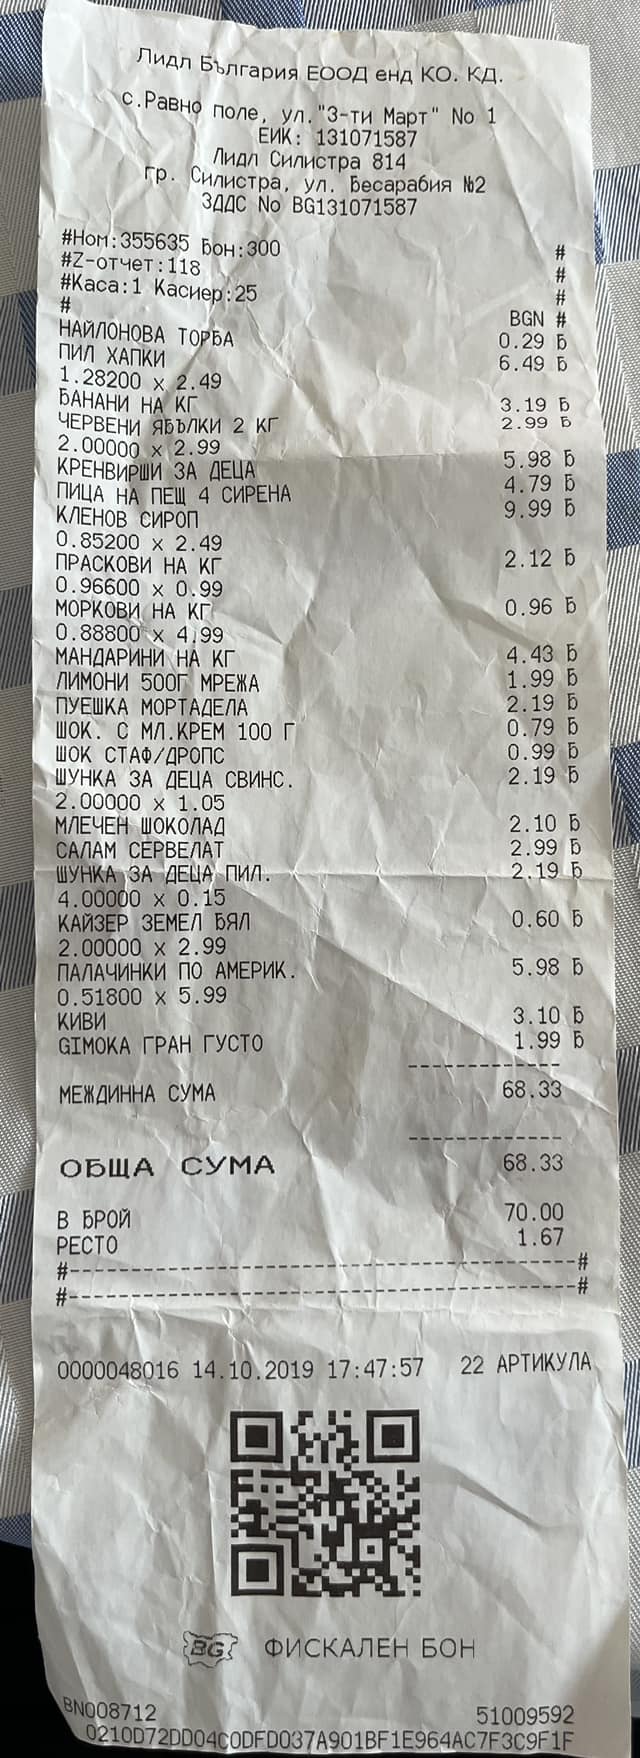 Лидл България ЕООД енд КО. КД.
с.Равно поле, ул."3-ти Март" No 1
ЕИК: 131071587
Лидл Силистра 814
гр. Силистра, ул. Бесарабия №2
ЗДДС No BG131071587
#Ном:355635 Бон:300 #
#Z-отчет:118 #
#Каса:1 Касиер:25 #
# BGN #
НАЙЛОНОВА ТОРБА 0.29 Б
ПИЛ ХАПКИ 6.49 Б
1.28200 x 2.49
БАНАНИ НА КГ 3.19 Б
ЧЕРВЕНИ ЯБЪЛКИ 2 КГ 2.99 Б
2.00000 x 2.99
КРЕНВИРШИ ЗА ДЕЦА 5.98 Б
ПИЦА НА ПЕЩ 4 СИРЕНА 4.79 Б
КЛЕНОВ СИРОП 9.99 Б
0.85200 x 2.49
ПРАСКОВИ НА КГ 2.12 Б
0.96600 x 0.99
МОРКОВИ НА КГ 0.96 Б
0.88800 x 4.99
МАНДАРИНИ НА КГ 4.43 Б
ЛИМОНИ 500Г МРЕЖА 1.99 Б
ПУЕШКА МОРТАДЕЛА 2.19 Б
ШОК. С МЛ.КРЕМ 100 Г 0.79 Б
ШОК СТАФ/ДРОПС 0.99 Б
ШУНКА ЗА ДЕЦА СВИНС. 2.19 Б
2.00000 x 1.05
МЛЕЧЕН ШОКОЛАД 2.10 Б
САЛАМ СЕРВЕЛАТ 2.99 Б
ШУНКА ЗА ДЕЦА ПИЛ. 2.19 Б
4.00000 x 0.15
КАЙЗЕР ЗЕМЕЛ БЯЛ 0.60 Б
2.00000 x 2.99
ПАЛАЧИНКИ ПО АМЕРИК. 5.98 Б
0.51800 x 5.99
КИВИ 3.10 Б
GIMOKA ГРАН ГУСТО 1.99 Б
------------
МЕЖДИННА СУМА 68.33
------------
ОБЩА СУМА 68.33
В БРОЙ 70.00
РЕСТО 1.67
#----------------------------------------#
#----------------------------------------#
0000048016 14.10.2019 17:47:57 22 АРТИКУЛА
BG ФИСКАЛЕН БОН
BN008712 51009592
0210D72DD04C0DFD037A901BF1E964AC7F3C9F1F